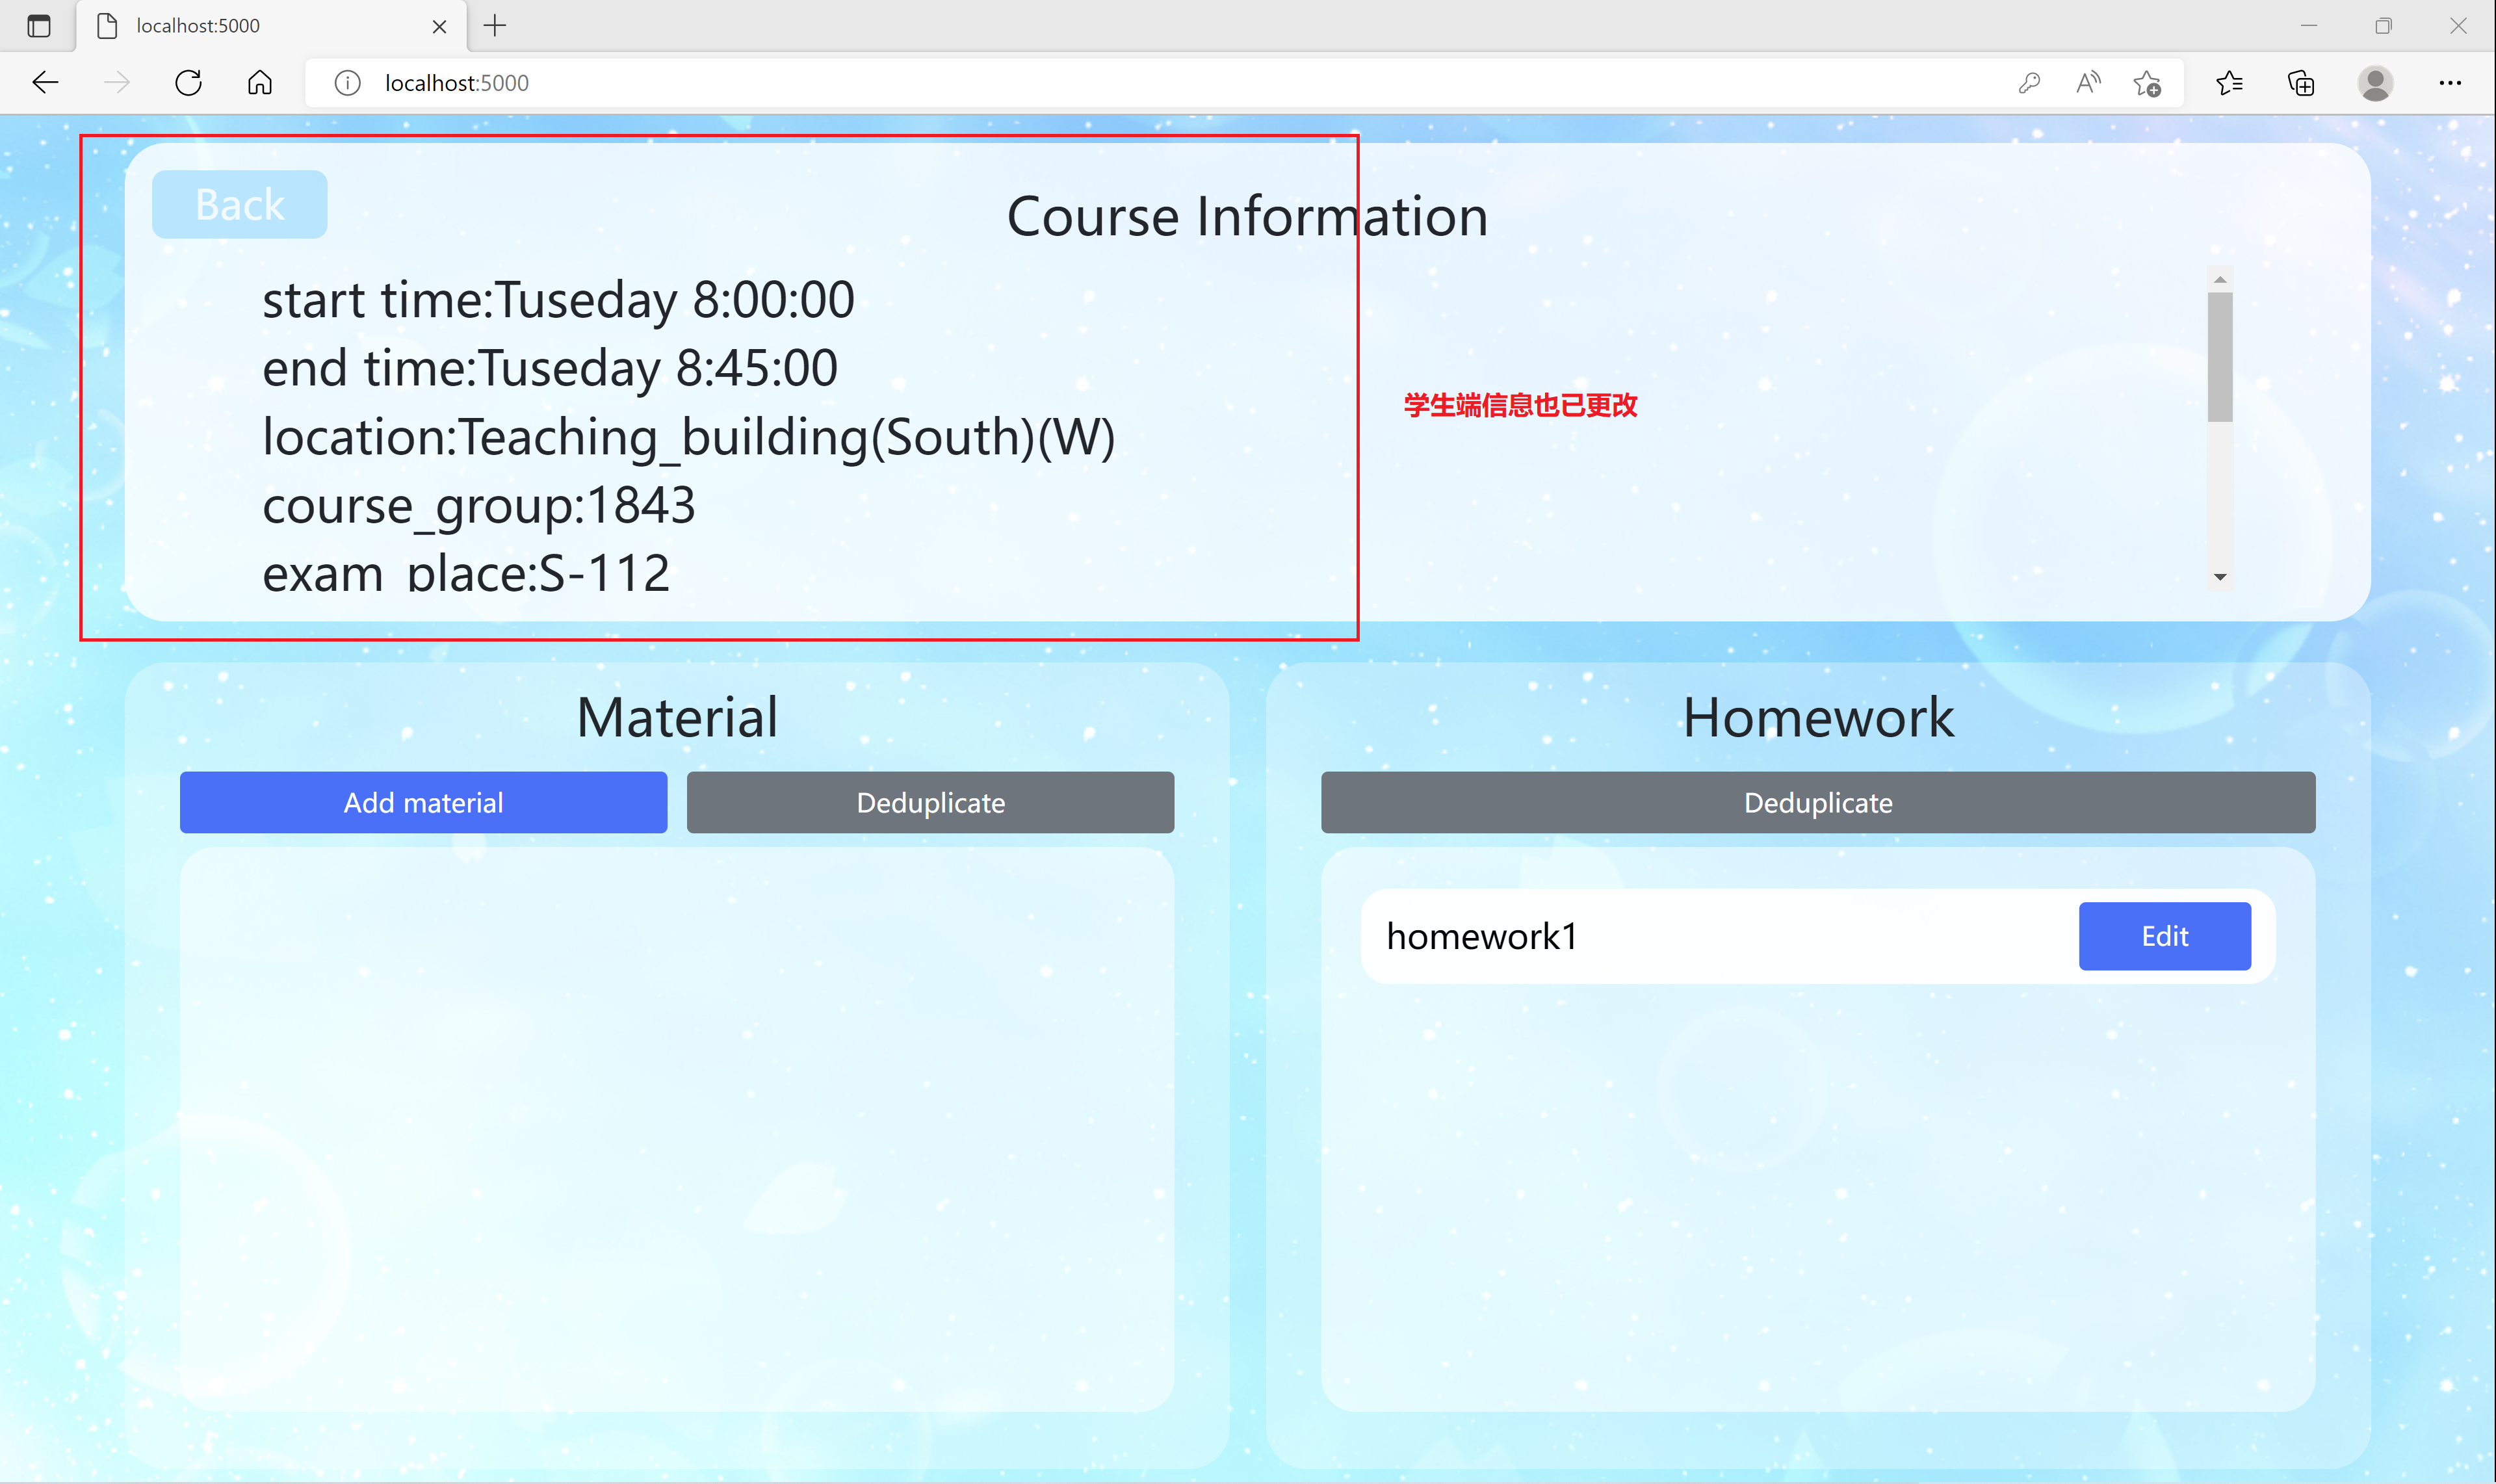 localhost:5000
localhost:5000
Back
Course Information
start time:Tuseday 8:00:00
end time:Tuseday 8:45:00
location:Teaching_building(South)(W)
course_group:1843
exam_place:S-112
学生端信息也已更改
Material
Add material
Deduplicate
Homework
Deduplicate
homework1
Edit